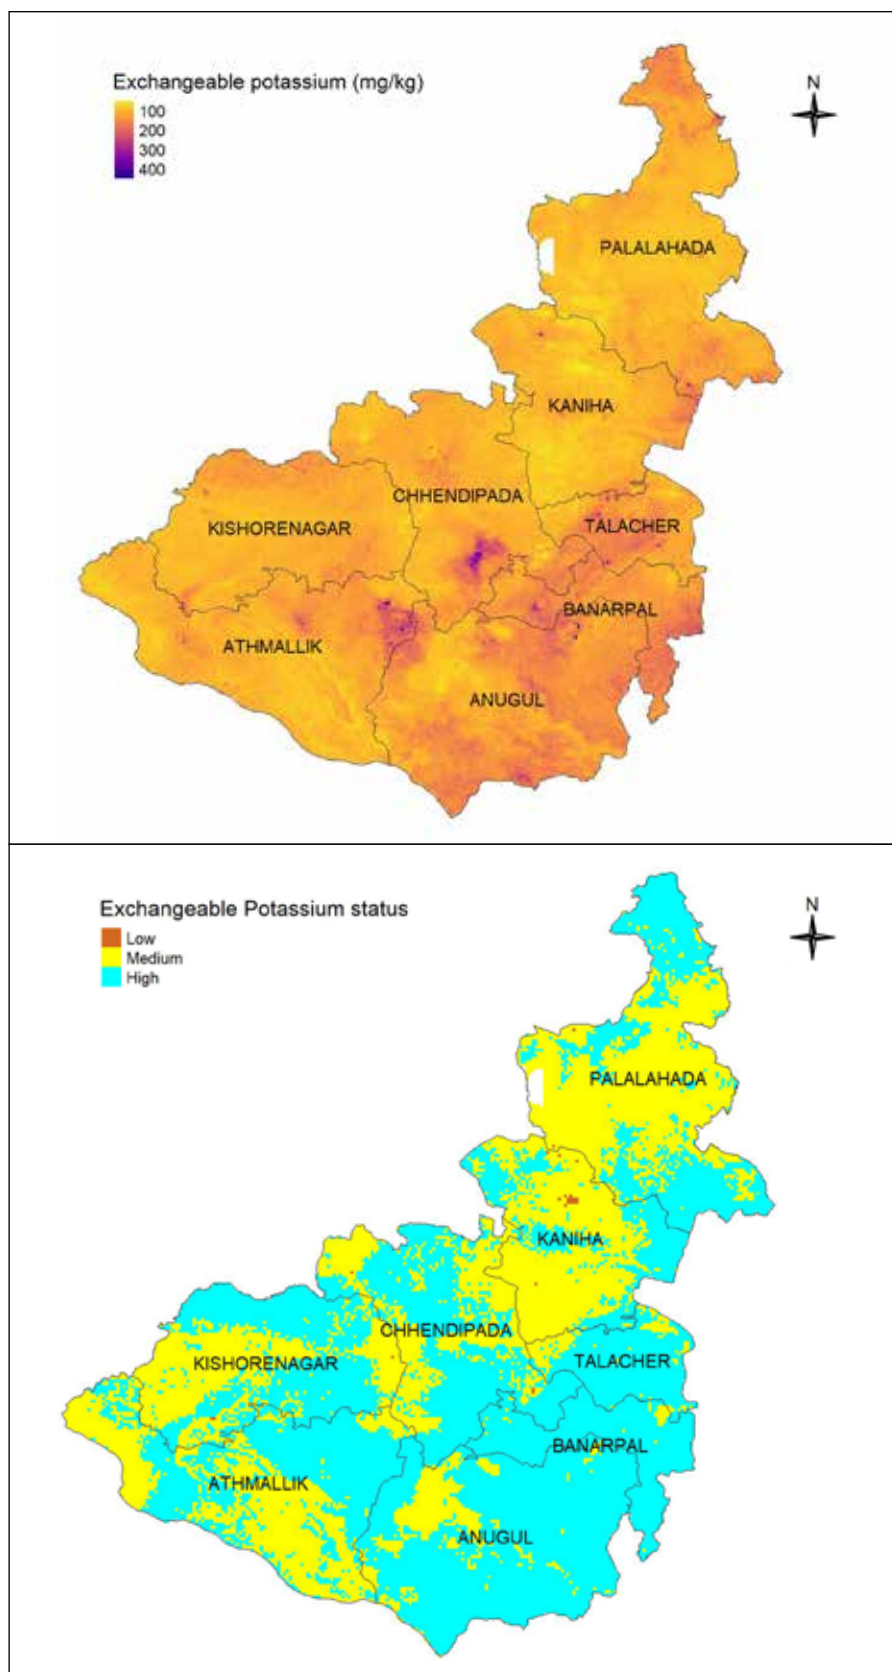 Exchangeable potassium (mg/kg)
N
100
200
300
400
PALALAHADA
KANIHA
CHHENDIPADA
KISHORENAGAR
TALACHER
BANARPAL
ATHMALLIK
ANUGUL
Exchangeable Potassium status
N
Low
Medium
High
PALALAHADA
KANIHA
CHHENDIPADA
KISHORENAGAR
TALACHER
BANARPAL
ATHMALLIK
ANUGUL